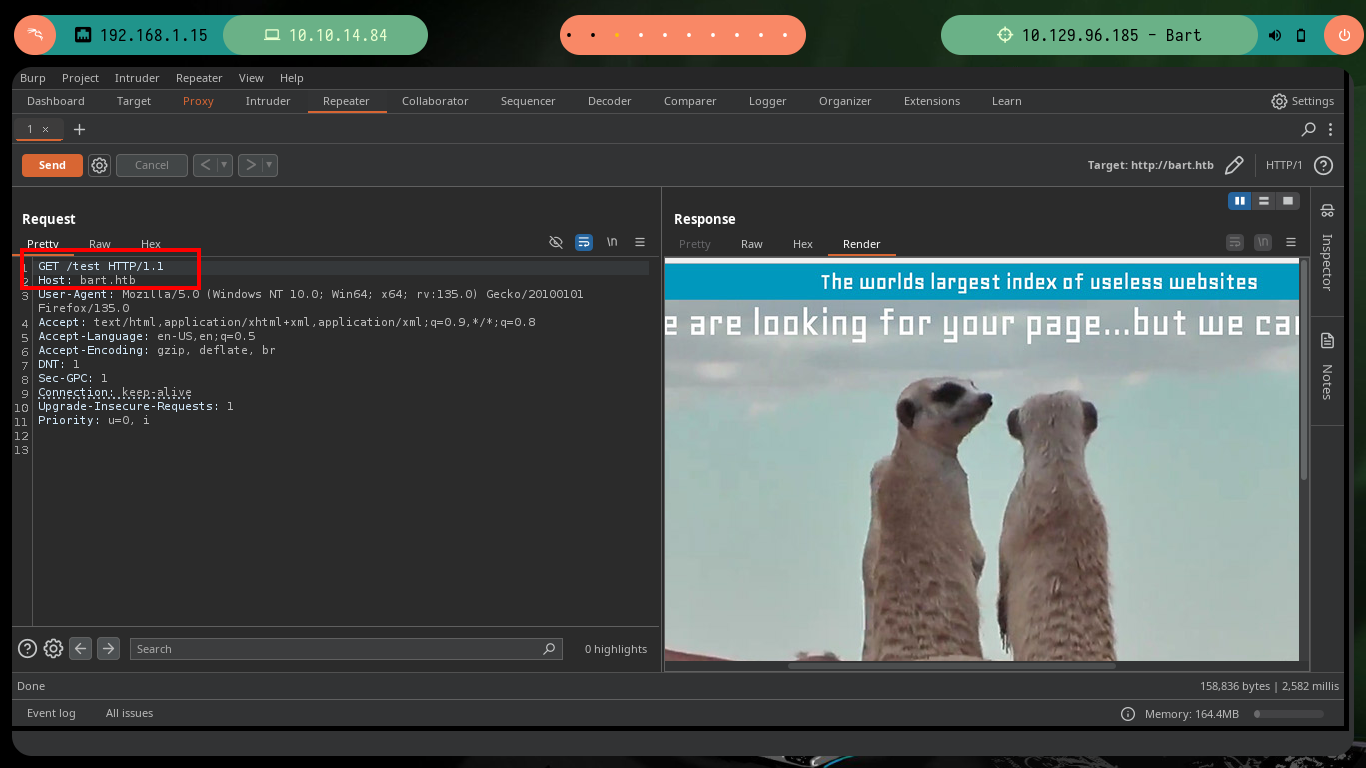 192.168.1.15
10.10.14.84
10.129.96.185 - Bart
Burp Project Intruder Repeater View Help
Dashboard Target Proxy Intruder Repeater Collaborator Sequencer Decoder Comparer Logger Organizer Extensions Learn Settings
1 × +
Send Cancel < > Target: http://bart.htb HTTP/1
Request
Pretty Raw Hex \n
1 GET /test HTTP/1.1
2 Host: bart.htb
3 User-Agent: Mozilla/5.0 (Windows NT 10.0; Win64; x64; rv:135.0) Gecko/20100101
Firefox/135.0
4 Accept: text/html,application/xhtml+xml,application/xml;q=0.9,*/*;q=0.8
5 Accept-Language: en-US,en;q=0.5
6 Accept-Encoding: gzip, deflate, br
7 DNT: 1
8 Sec-GPC: 1
9 Connection: keep-alive
10 Upgrade-Insecure-Requests: 1
11 Priority: u=0, i
12
13
Search 0 highlights
Response
Pretty Raw Hex Render \n
The worlds largest index of useless websites
e are looking for your page...but we ca
Inspector
Notes
Done 158,836 bytes | 2,582 millis
Event log All issues Memory: 164.4MB